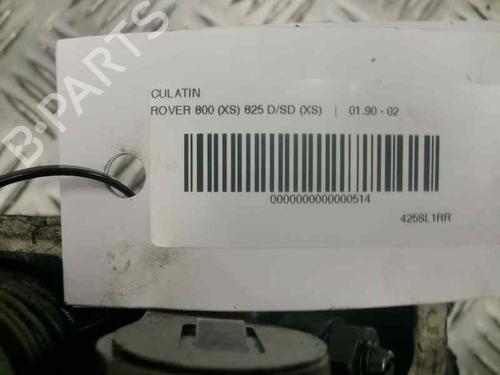 B-PARTS
CULATIN
ROVER 800 (XS) 825 D/SD (XS) | 01.90 - 02
0000000000000514
425SL1RR